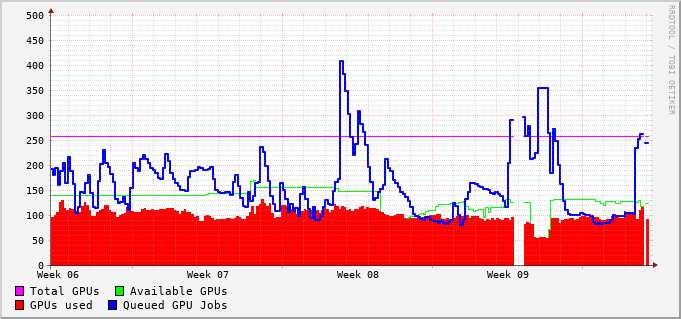 500
450
400
350
300
250
200
150
100
50
0
Week 06 Week 07 Week 08 Week 09
Total GPUs Available GPUs
GPUs used Queued GPU Jobs
RRDTOOL / TOBI OETIKER